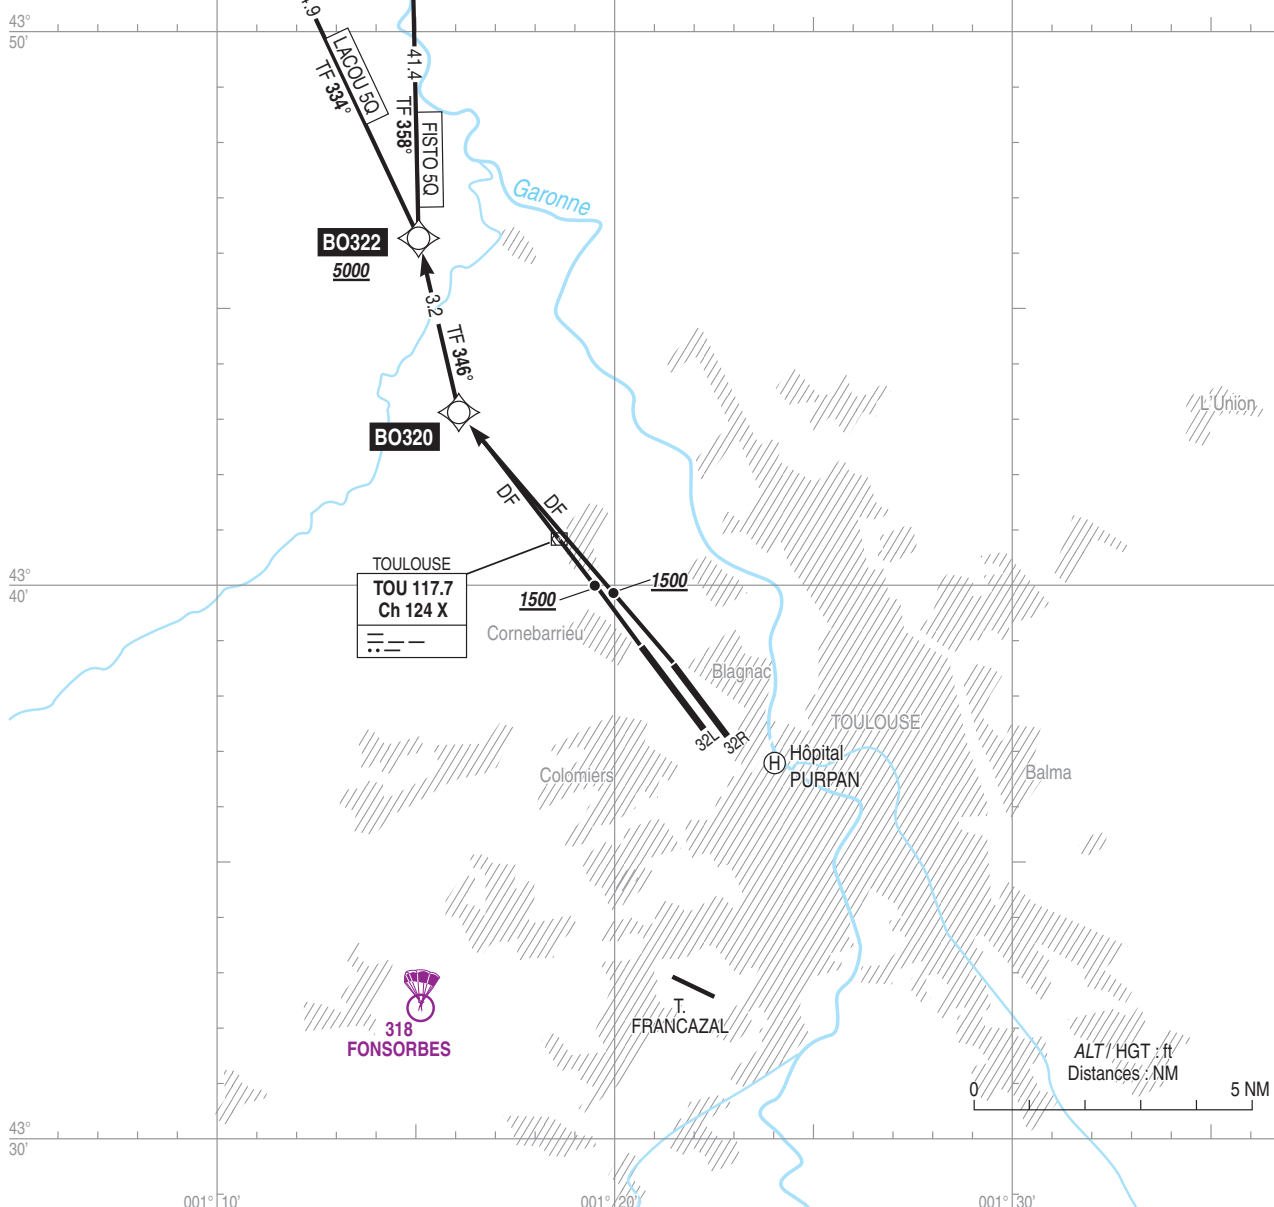 43°
50'
4.9
LACOU 5Q
TF 334°
41.4
TF 358°
FISTO 5Q
Garonne
BO322
5000
3.2
TF 346°
L'Union
BO320
DF
DF
TOULOUSE
TOU 117.7
Ch 124 X
43°
40'
1500
1500
Cornebarrieu
Blagnac
TOULOUSE
32L
32R
Hôpital
PURPAN
H
Colomiers
Balma
318
FONSORBES
T.
FRANCAZAL
ALT / HGT : ft
Distances : NM
0
5 NM
43°
30'
001° 10'
001° 20'
001° 30'